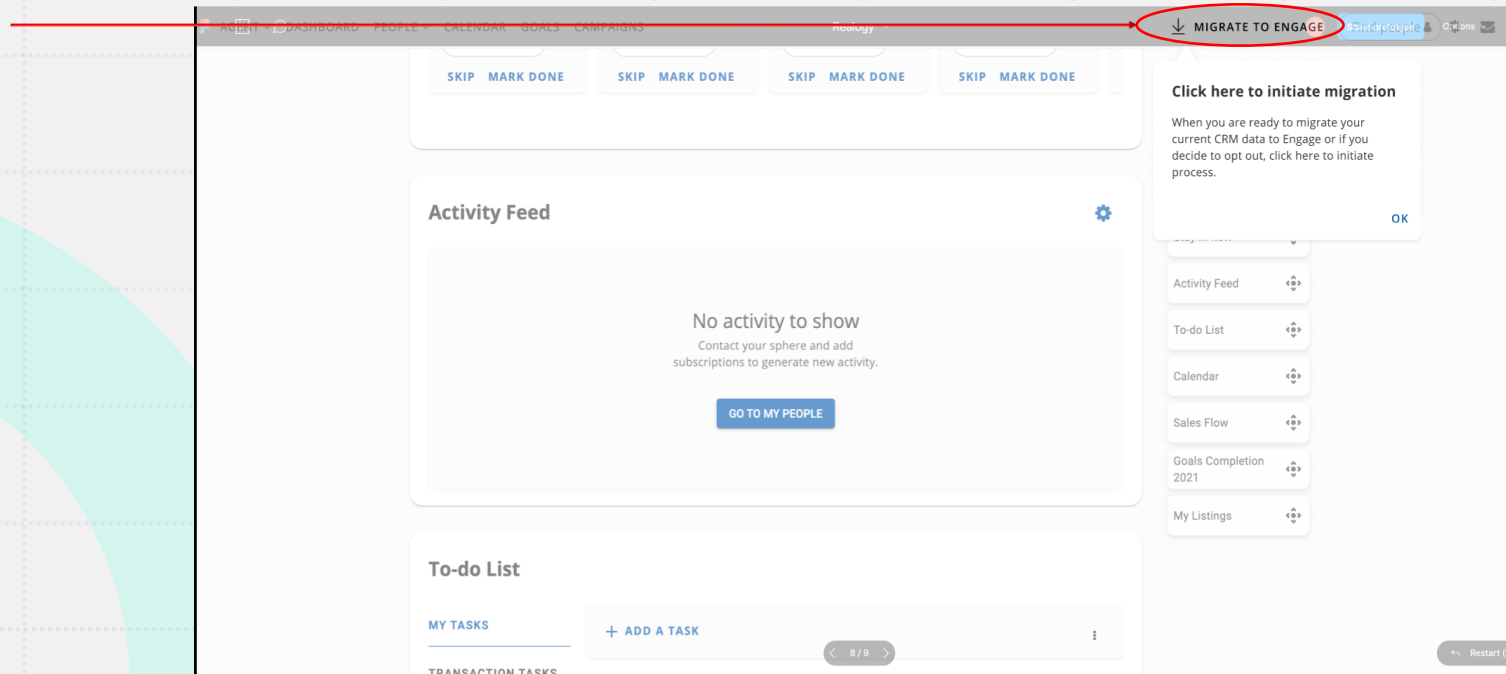 AGENT DASHBOARD PEOPLE CALENDAR GOALS CAMPAIGNS Realogy MIGRATE TO ENGAGE Options
SKIP MARK DONE SKIP MARK DONE SKIP MARK DONE SKIP MARK DONE
Click here to initiate migration
When you are ready to migrate your
current CRM data to Engage or if you
decide to opt out, click here to initiate
process.
OK
Activity Feed
No activity to show
Contact your sphere and add
subscriptions to generate new activity.
GO TO MY PEOPLE
Activity Feed
To-do List
Calendar
Sales Flow
Goals Completion
2021
My Listings
To-do List
MY TASKS
+ ADD A TASK
TRANSACTION TASKS
8 / 9
Restart (